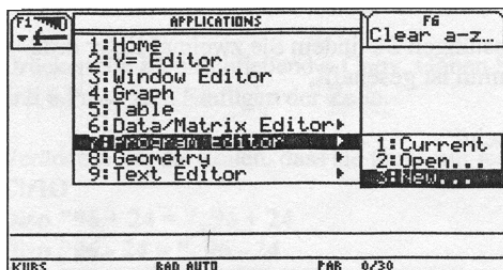 F1 APPLICATIONS F6
Clear a-z…
1:Home
2:Y= Editor
3:Window Editor
4:Graph
5:Table
6:Data/Matrix Editor▶
7:Program Editor▶
8:Geometry
9:Text Editor
1:Current
2:Open...
3:New...
KURS RAD AUTO PAR 0/30